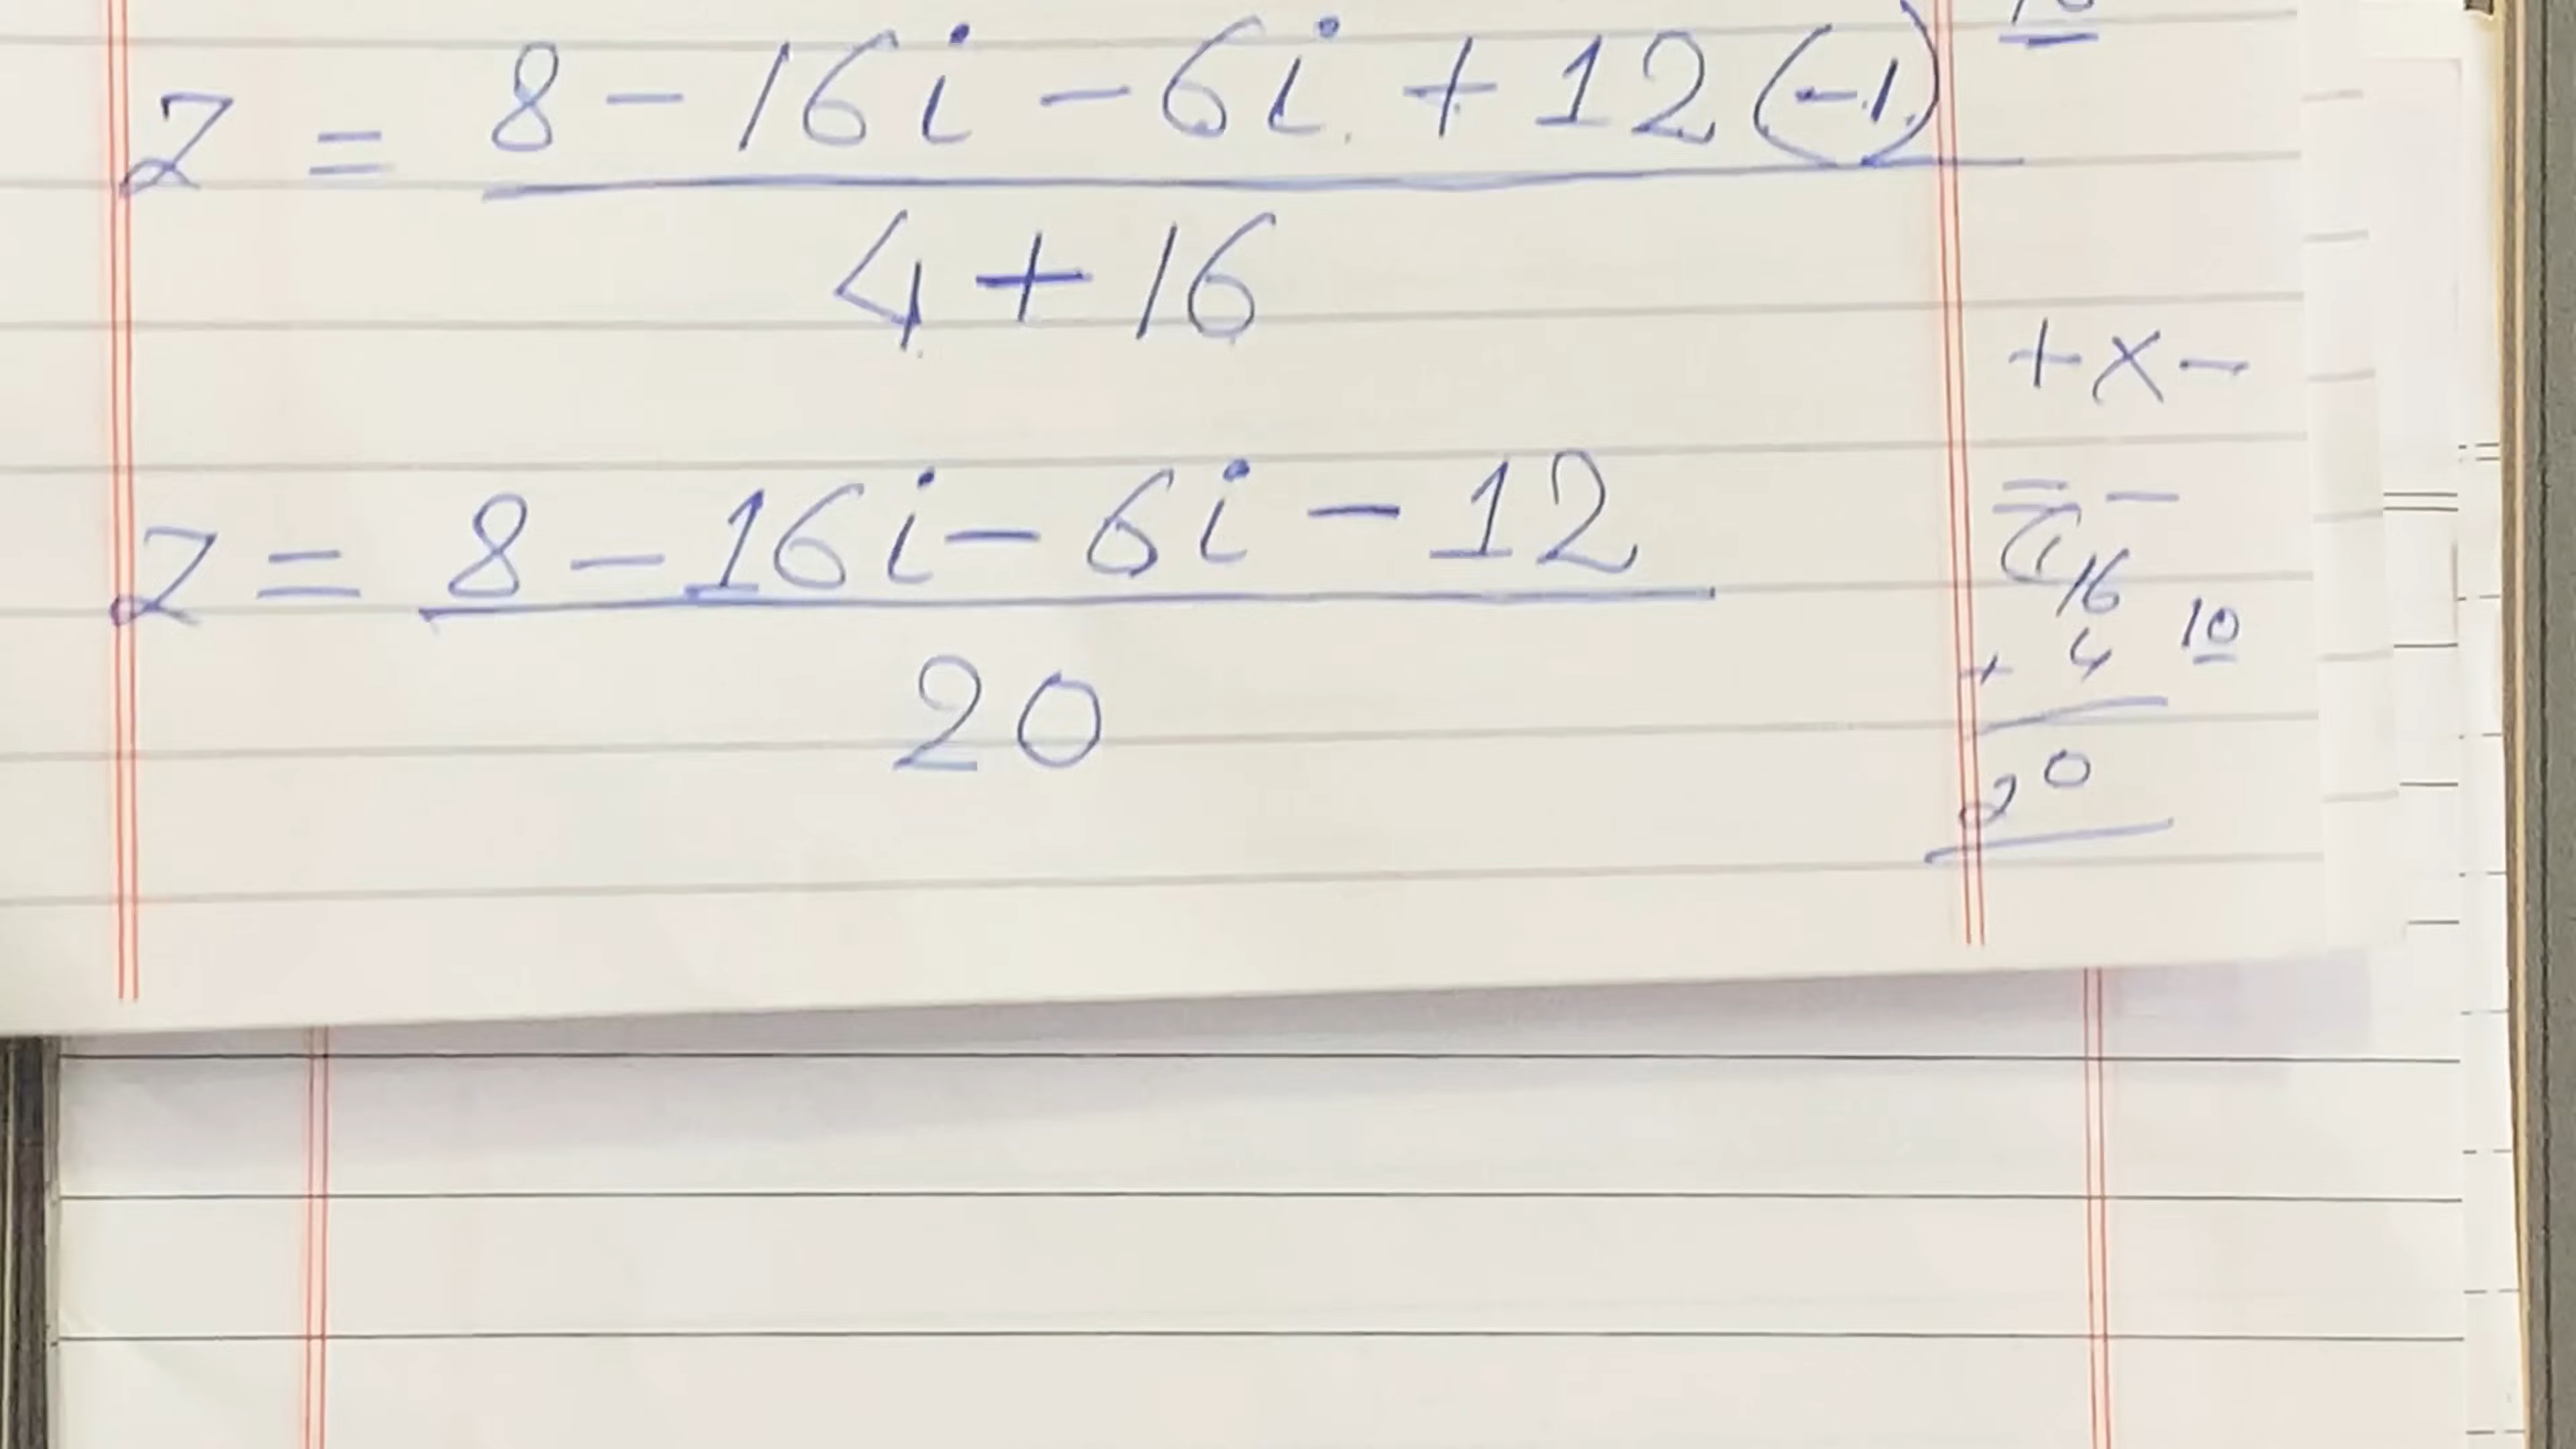 z = 8 - 16i - 6i + 12(-1)
4 + 16
+ x -
= -
z = 8 - 16i - 6i - 12
20
16
+ 4 10
20